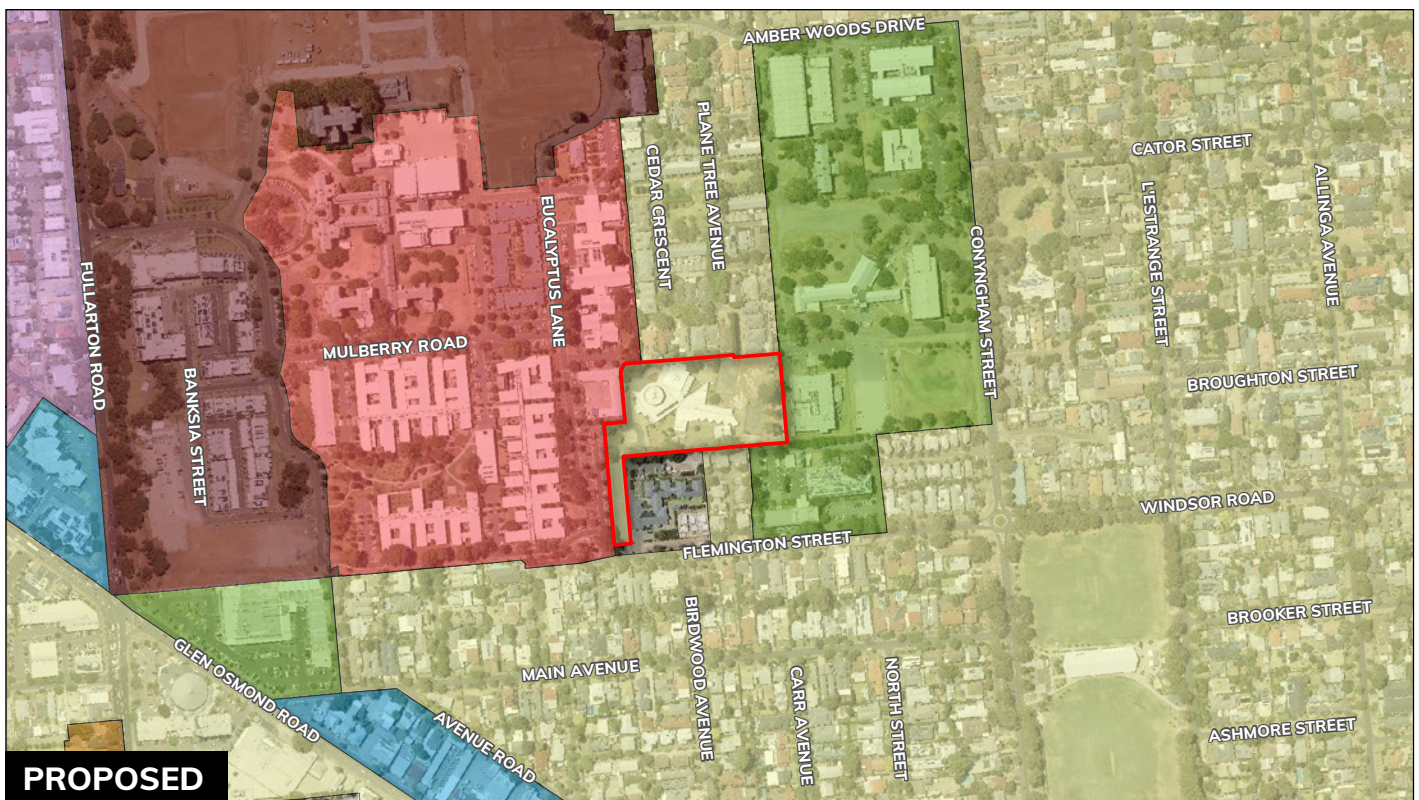 AMBER WOODS DRIVE
PLANE TREE AVENUE
CATOR STREET
CEDAR CRESCENT
ALLINGA AVENUE
L'ESTRANGE STREET
EUCALYPTUS LANE
CONYNGHAM STREET
FULLARTON ROAD
MULBERRY ROAD
BANKSIA STREET
BROUGHTON STREET
WINDSOR ROAD
FLEMINGTON STREET
BIRDWOOD AVENUE
BROOKER STREET
GLEN OSMOND ROAD
MAIN AVENUE
CARR AVENUE
NORTH STREET
AVENUE ROAD
ASHMORE STREET
PROPOSED